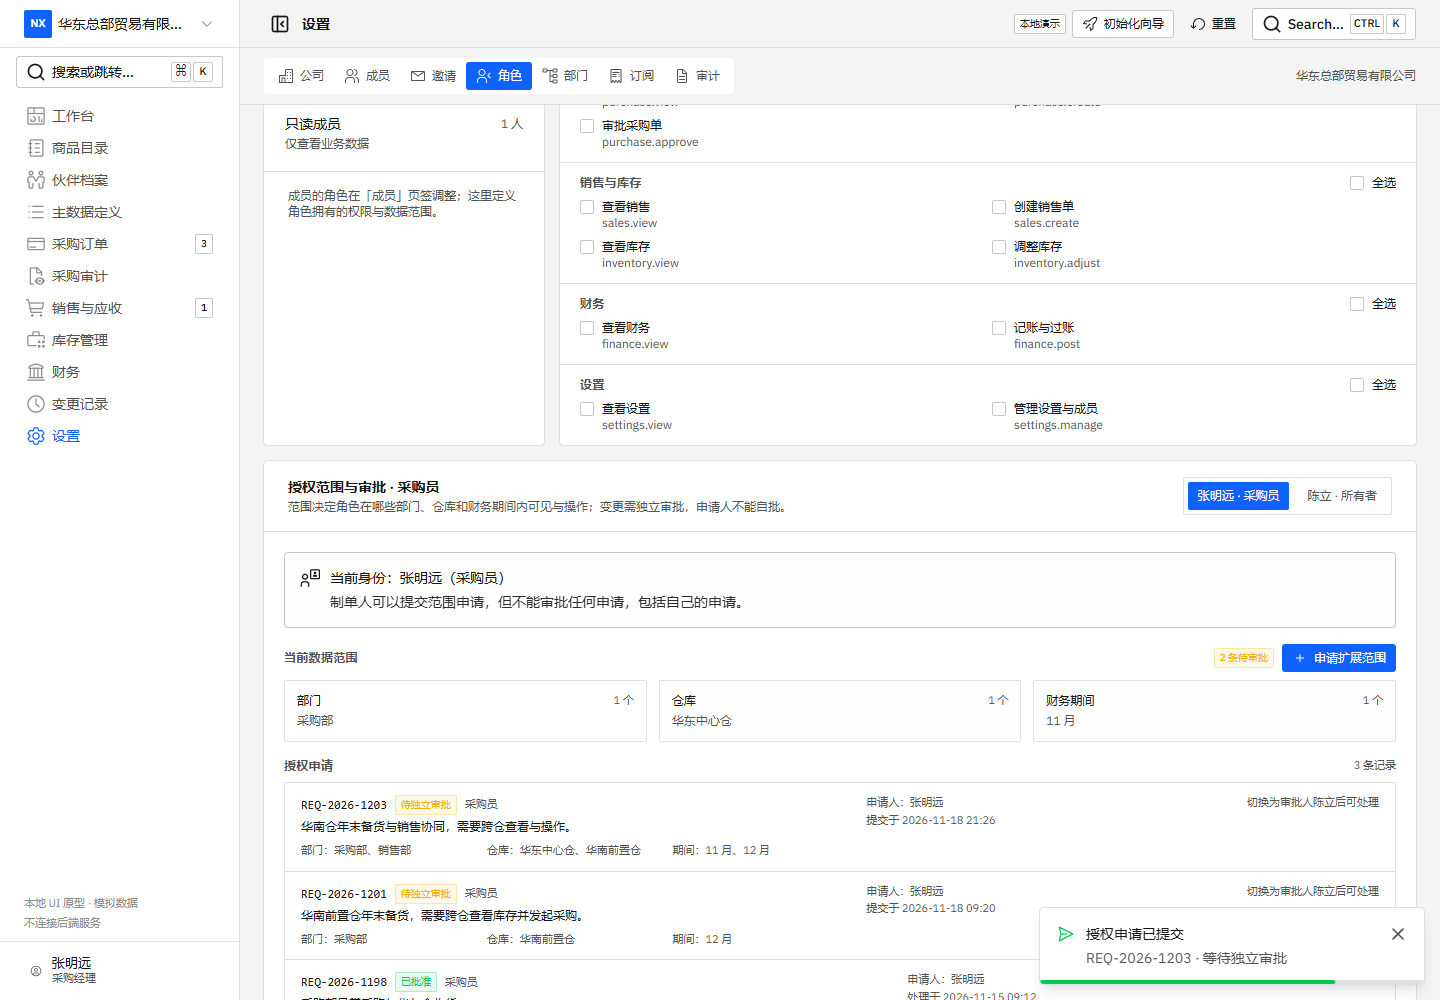 NX 华东总部贸易有限...
设置
本地演示
初始化向导
重置
Search...
CTRL K
搜索或跳转...
⌘ K
公司
成员
邀请
角色
部门
订阅
审计
华东总部贸易有限公司
工作台
商品目录
伙伴档案
主数据定义
采购订单 3
采购审计
销售与应收 1
库存管理
财务
变更记录
设置
本地 UI 原型 · 模拟数据
不连接后端服务
张明远
采购经理
只读成员 1 人
仅查看业务数据
成员的角色在「成员」页签调整；这里定义
角色拥有的权限与数据范围。
审批采购单
purchase.approve
销售与库存 全选
查看销售
sales.view
创建销售单
sales.create
查看库存
inventory.view
调整库存
inventory.adjust
财务 全选
查看财务
finance.view
记账与过账
finance.post
设置 全选
查看设置
settings.view
管理设置与成员
settings.manage
授权范围与审批 · 采购员
范围决定角色在哪些部门、仓库和财务期间内可见与操作；变更需独立审批，申请人不能自批。
张明远 · 采购员
陈立 · 所有者
当前身份：张明远（采购员）
制单人可以提交范围申请，但不能审批任何申请，包括自己的申请。
当前数据范围
2 条待审批
申请扩展范围
部门 1 个
采购部
仓库 1 个
华东中心仓
财务期间 1 个
11 月
授权申请 3 条记录
REQ-2026-1203 待独立审批 采购员
华南仓年末备货与销售协同，需要跨仓查看与操作。
部门：采购部、销售部 仓库：华东中心仓、华南前置仓 期间：11 月、12 月
申请人：张明远
提交于 2026-11-18 21:26
切换为审批人陈立后可处理
REQ-2026-1201 待独立审批 采购员
华南前置仓年末备货，需要跨仓查看库存并发起采购。
部门：采购部 仓库：华南前置仓 期间：12 月
申请人：张明远
提交于 2026-11-18 09:20
切换为审批人陈立后可处理
REQ-2026-1198 已批准 采购员
申请人：张明远
处理于 2026-11-15 09:12
授权申请已提交
REQ-2026-1203 · 等待独立审批